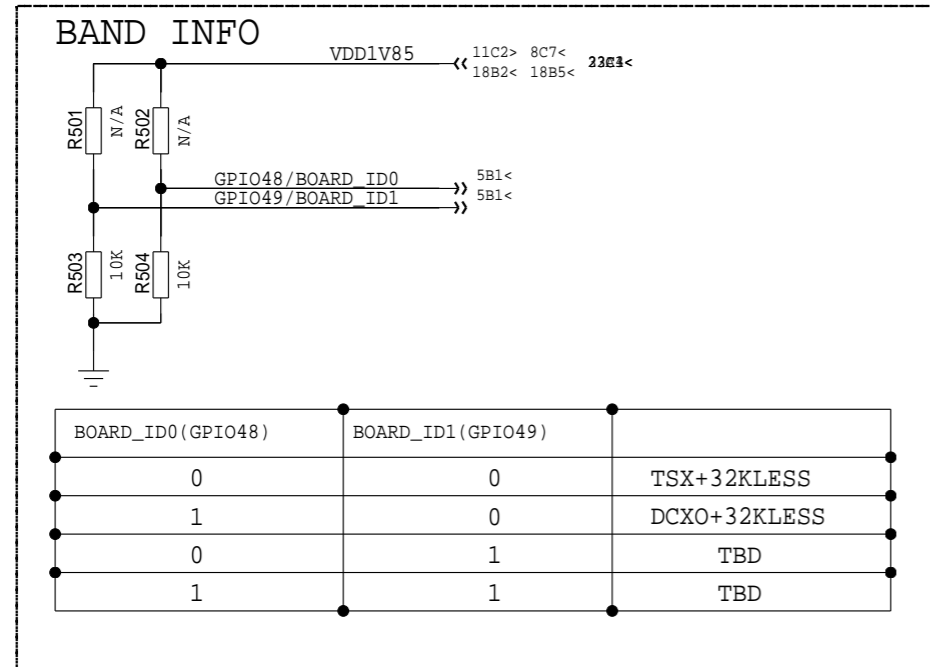 BAND INFO
VDD1V85
11C2> 8C7<
18B2< 18B5<
R501
N/A
R502
N/A
GPIO48/BOARD_ID0
5B1<
GPIO49/BOARD_ID1
5B1<
R503
10K
R504
10K
BOARD_ID0(GPIO48) BOARD_ID1(GPIO49)
0 0 TSX+32KLESS
1 0 DCXO+32KLESS
0 1 TBD
1 1 TBD